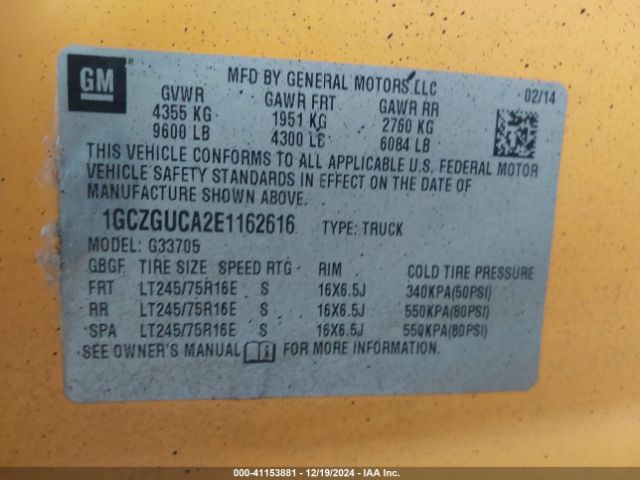 GM
MFD BY GENERAL MOTORS LLC
02/14
GVWR GAWR FRT GAWR RR
4355 KG 1951 KG 2760 KG
9600 LB 4300 LB 6084 LB
THIS VEHICLE CONFORMS TO ALL APPLICABLE U.S. FEDERAL MOTOR
VEHICLE SAFETY STANDARDS IN EFFECT ON THE DATE OF
MANUFACTURE SHOWN ABOVE.
1GCZGUCA2E1162616 TYPE: TRUCK
MODEL: G33705
GBGF TIRE SIZE SPEED RTG RIM COLD TIRE PRESSURE
FRT LT245/75R16E S 16X6.5J 340KPA(50PSI)
RR LT245/75R16E S 16X6.5J 550KPA(80PSI)
SPA LT245/75R16E S 16X6.5J 550KPA(80PSI)
SEE OWNER'S MANUAL FOR MORE INFORMATION.
OWNER: 41153881 - 12/19/2024 - IAA Inc.